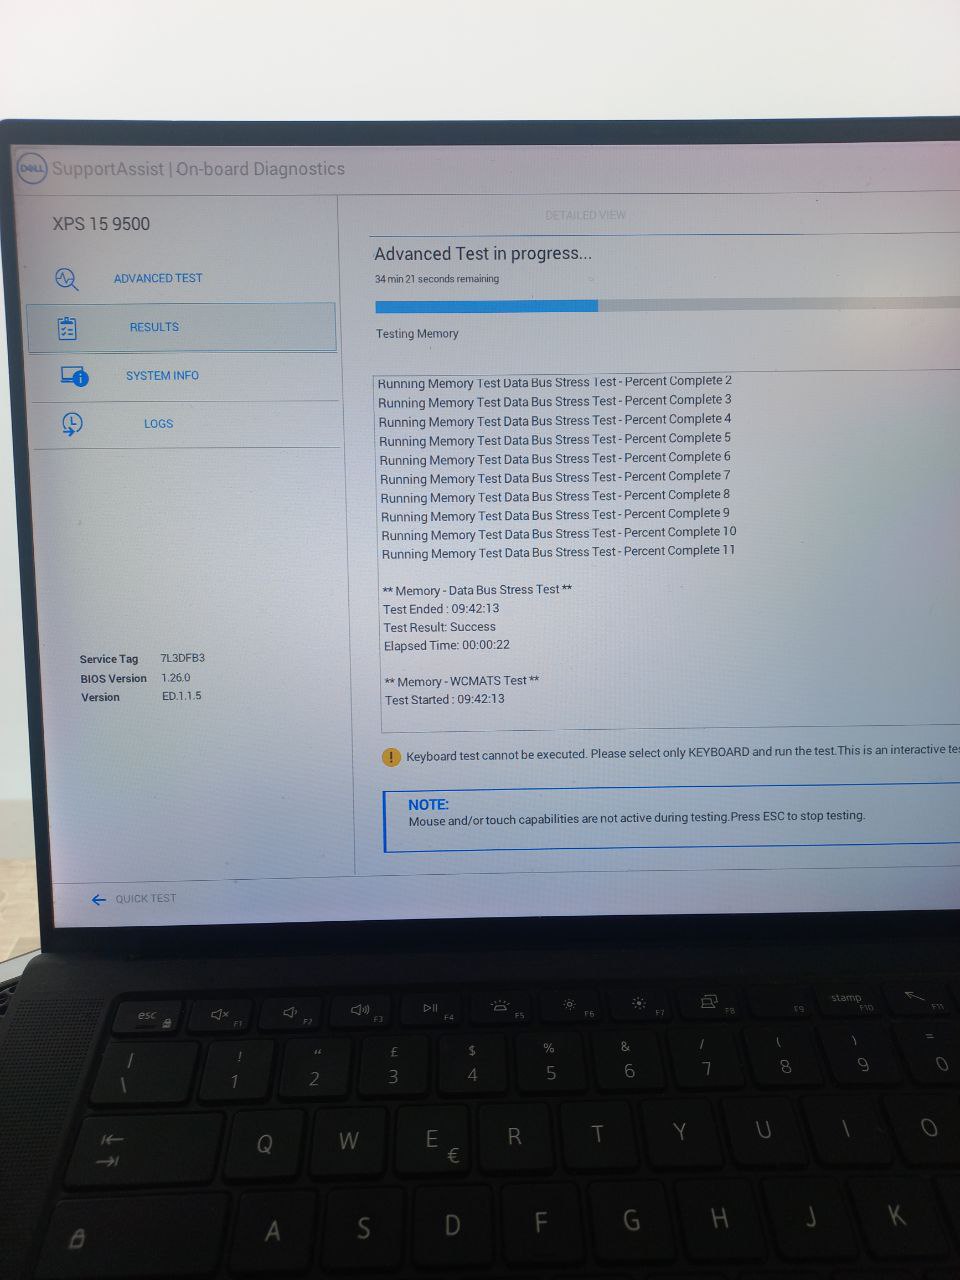 DELL SupportAssist | On-board Diagnostics
XPS 15 9500
ADVANCED TEST
RESULTS
SYSTEM INFO
LOGS
Service Tag 7L3DFB3
BIOS Version 1.26.0
Version ED.1.1.5
QUICK TEST
DETAILED VIEW
Advanced Test in progress...
34 min 21 seconds remaining
Testing Memory
Running Memory Test Data Bus Stress Test - Percent Complete 2
Running Memory Test Data Bus Stress Test - Percent Complete 3
Running Memory Test Data Bus Stress Test - Percent Complete 4
Running Memory Test Data Bus Stress Test - Percent Complete 5
Running Memory Test Data Bus Stress Test - Percent Complete 6
Running Memory Test Data Bus Stress Test - Percent Complete 7
Running Memory Test Data Bus Stress Test - Percent Complete 8
Running Memory Test Data Bus Stress Test - Percent Complete 9
Running Memory Test Data Bus Stress Test - Percent Complete 10
Running Memory Test Data Bus Stress Test - Percent Complete 11
** Memory - Data Bus Stress Test **
Test Ended : 09:42:13
Test Result: Success
Elapsed Time: 00:00:22
** Memory - WCMATS Test **
Test Started : 09:42:13
! Keyboard test cannot be executed. Please select only KEYBOARD and run the test.This is an interactive tes
NOTE:
Mouse and/or touch capabilities are not active during testing.Press ESC to stop testing.
esc F1 F2 F3 F4 F5 F6 F7 F8 F9 stamp F10 F11
| ! “ £ $ % & / ( ) =
\ 1 2 3 4 5 6 7 8 9 0
Q W E € R T Y U I O
A S D F G H J K